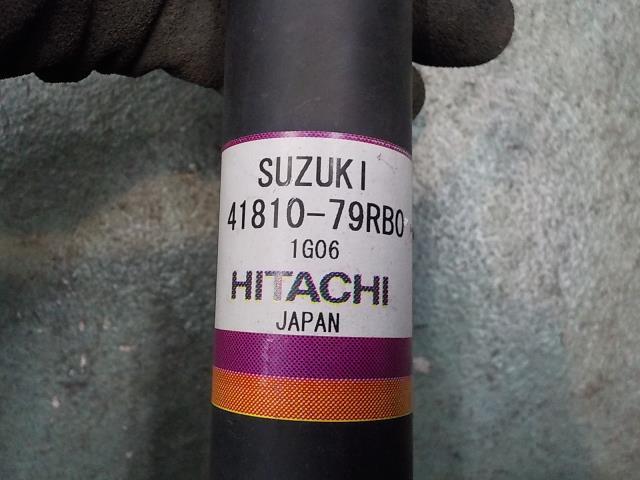 SUZUKI
41810-79RB0
1G06
HITACHI
JAPAN